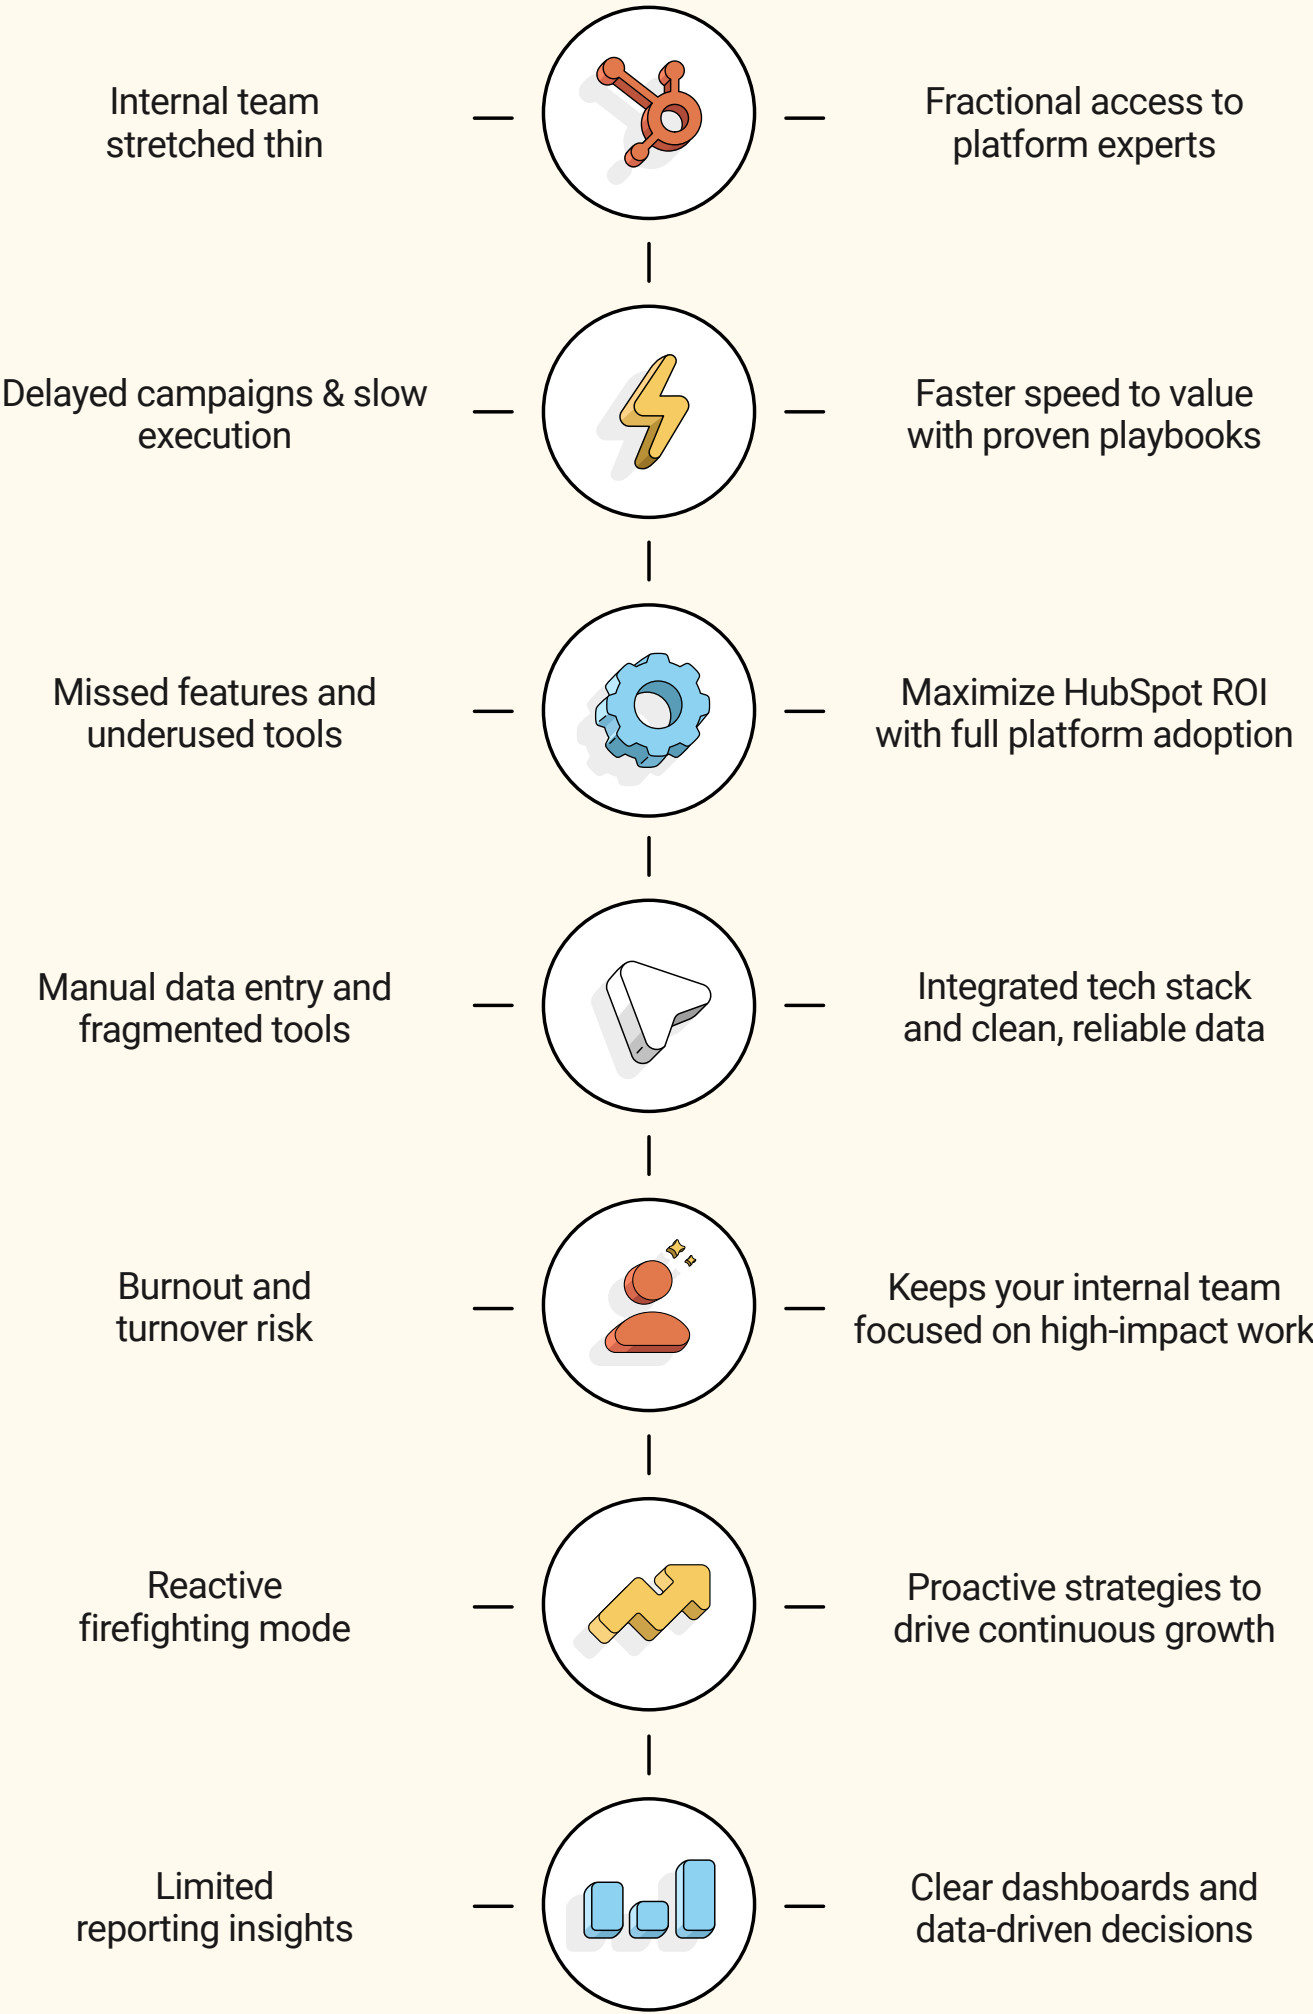 Internal team
stretched thin
Fractional access to
platform experts
Delayed campaigns & slow
execution
Faster speed to value
with proven playbooks
Missed features and
underused tools
Maximize HubSpot ROI
with full platform adoption
Manual data entry and
fragmented tools
Integrated tech stack
and clean, reliable data
Burnout and
turnover risk
Keeps your internal team
focused on high-impact work
Reactive
firefighting mode
Proactive strategies to
drive continuous growth
Limited
reporting insights
Clear dashboards and
data-driven decisions